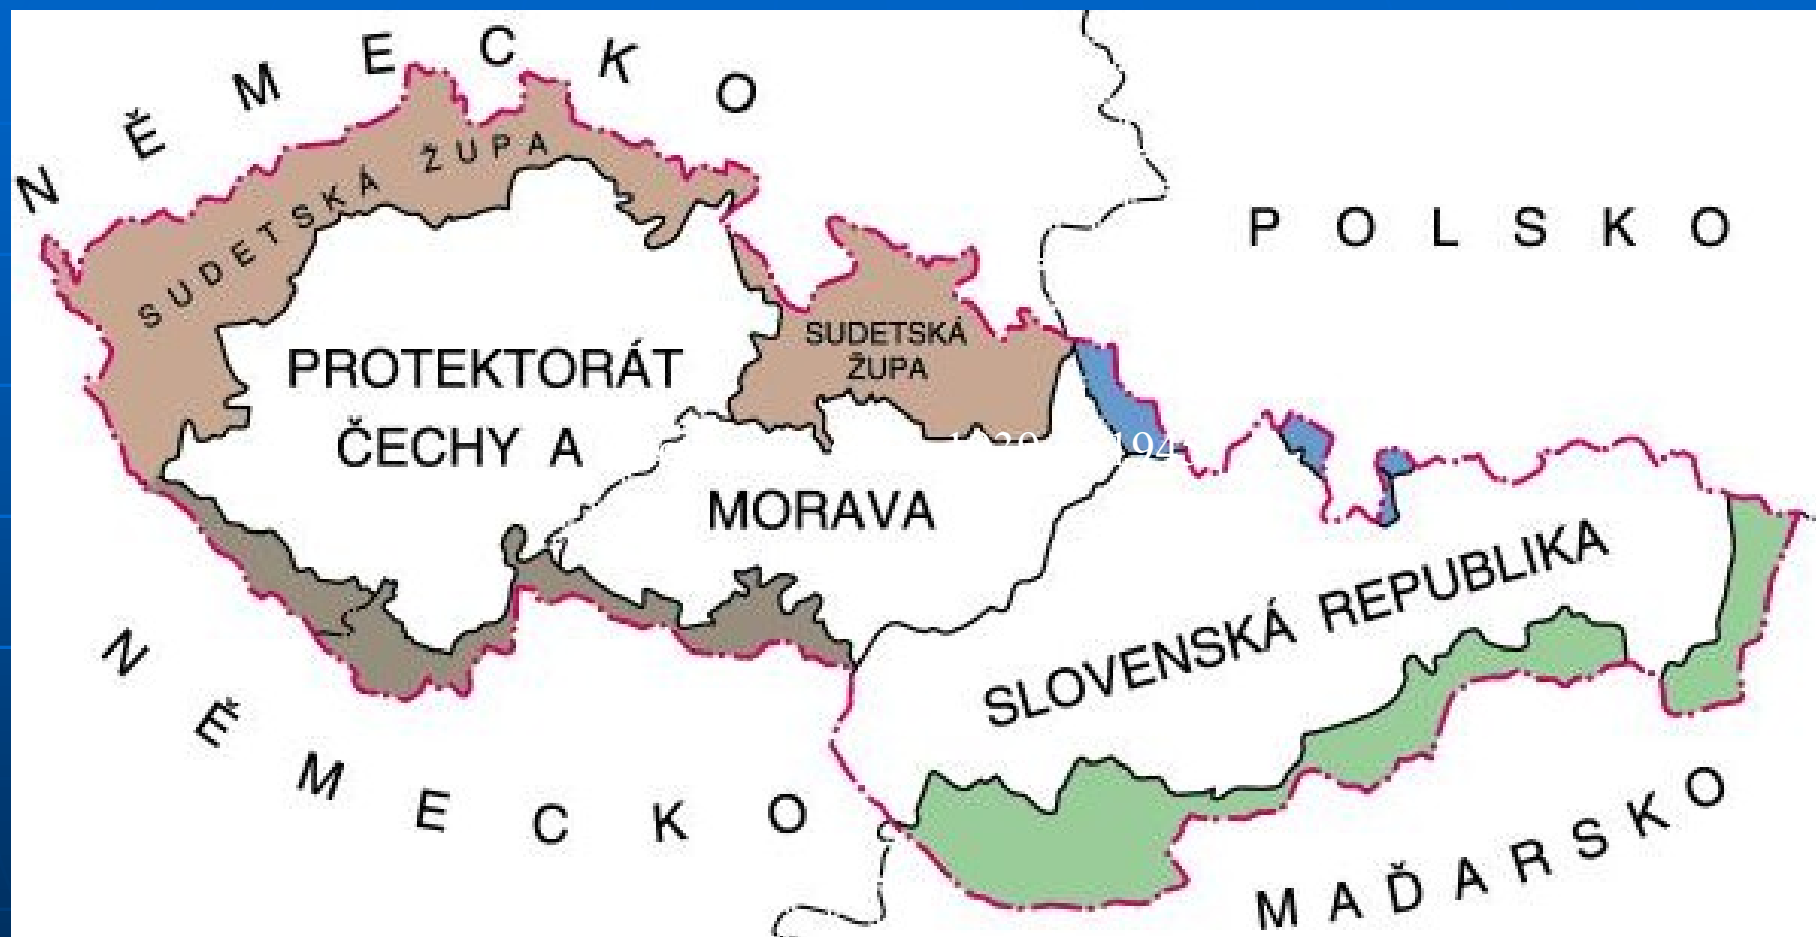 NĚMECKO
SUDETSKÁ ŽUPA
POLSKO
SUDETSKÁ
ŽUPA
PROTEKTORÁT
ČECHY A
MORAVA
SLOVENSKÁ REPUBLIKA
NĚMECKO
MAĎARSKO